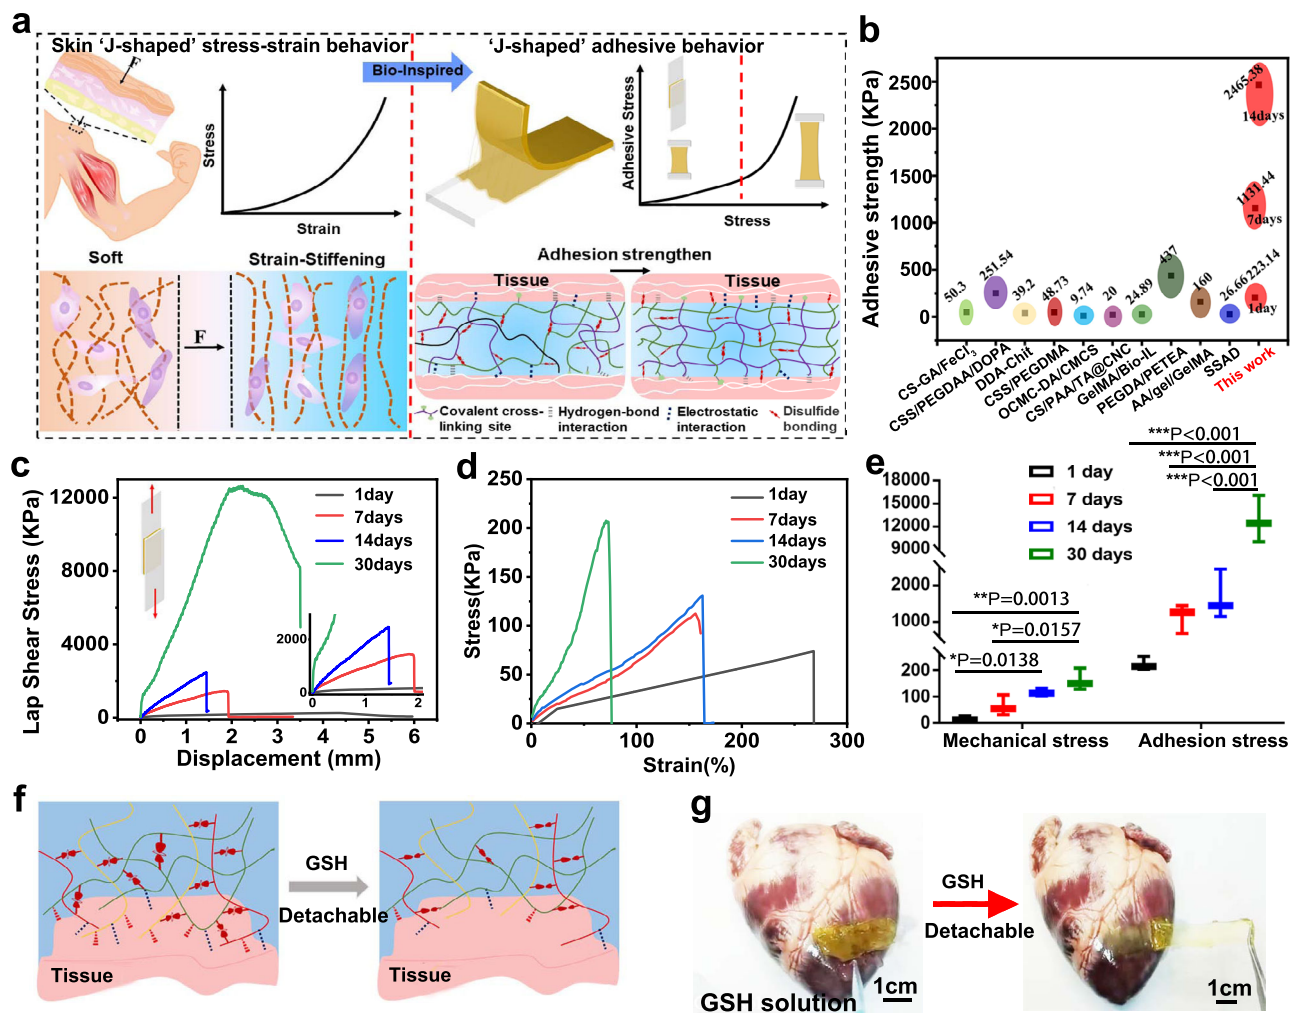 a
Skin ‘J-shaped’ stress-strain behavior
‘J-shaped’ adhesive behavior
F
Bio-Inspired
Stress
Strain
Adhesive Stress
Stress
Soft
Strain-Stiffening
F
Adhesion strengthen
Tissue
Tissue
Covalent cross-
linking site
Hydrogen-bond
interaction
Electrostatic
interaction
Disulfide
bonding
b
Adhesive strength (KPa)
2500
2000
1500
1000
500
0
50.3
251.54
39.2
48.73
9.74
20
24.89
437
160
26.66
223.14
1day
1131.44
7days
2465.38
14days
CS-GA/FeCl3
CSS/PEGDAA/DOPA
DDA-Chit
CSS/PEGDMA
OCMC-DA/CMCS
CS/PAA/TA@CNC
GelMA/Bio-IL
PEGDA/PETEA
AA/gel/GelMA
SSAD
This work
c
Lap Shear Stress (KPa)
12000
8000
4000
0
0 1 2 3 4 5 6
Displacement (mm)
1day
7days
14days
30days
2000
0
0 1 2
d
Stress(KPa)
250
200
150
100
50
0
0 100 200 300
Strain(%)
1day
7days
14days
30days
e
18000
15000
12000
9000
2000
1000
200
100
0
1 day
7 days
14 days
30 days
***P<0.001
***P<0.001
***P<0.001
**P=0.0013
*P=0.0157
*P=0.0138
Mechanical stress
Adhesion stress
f
GSH
Detachable
Tissue
Tissue
g
GSH
Detachable
GSH solution
1cm
1cm